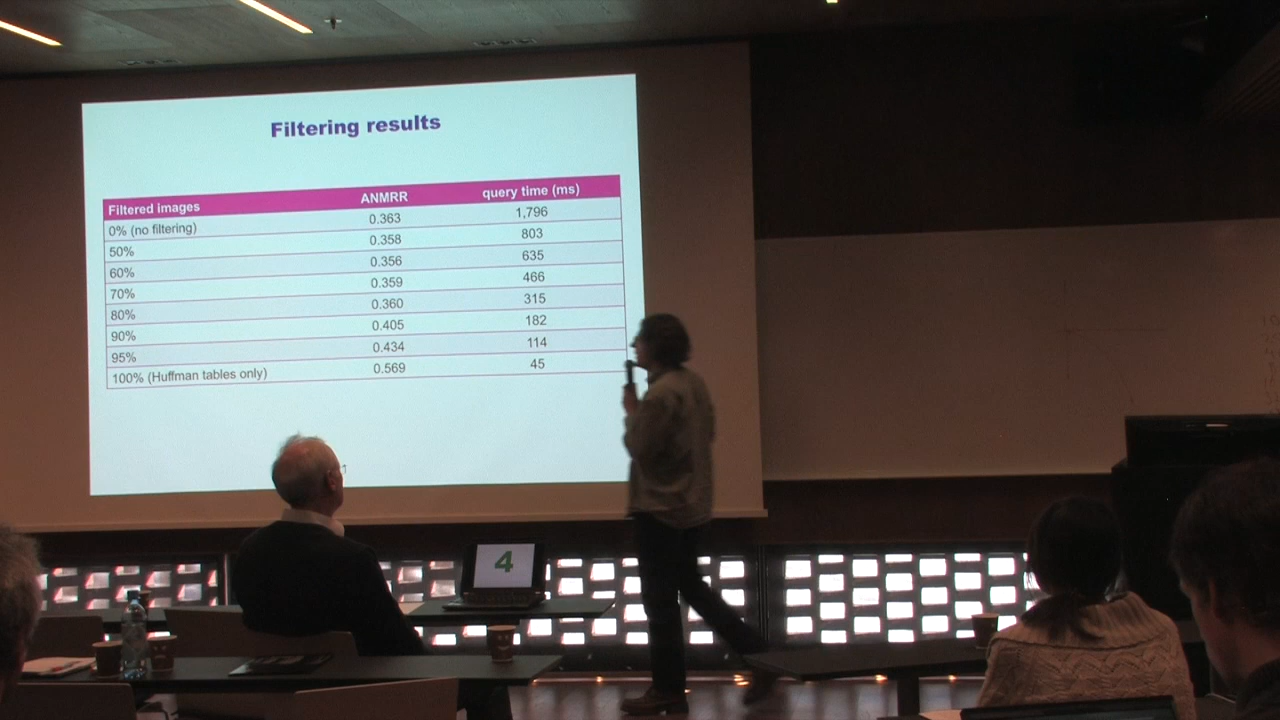 Filtering results
Filtered images ANMRR query time (ms)
0% (no filtering) 0.363 1,796
50% 0.358 803
60% 0.356 635
70% 0.359 466
80% 0.360 315
90% 0.405 182
95% 0.434 114
100% (Huffman tables only) 0.569 45
4